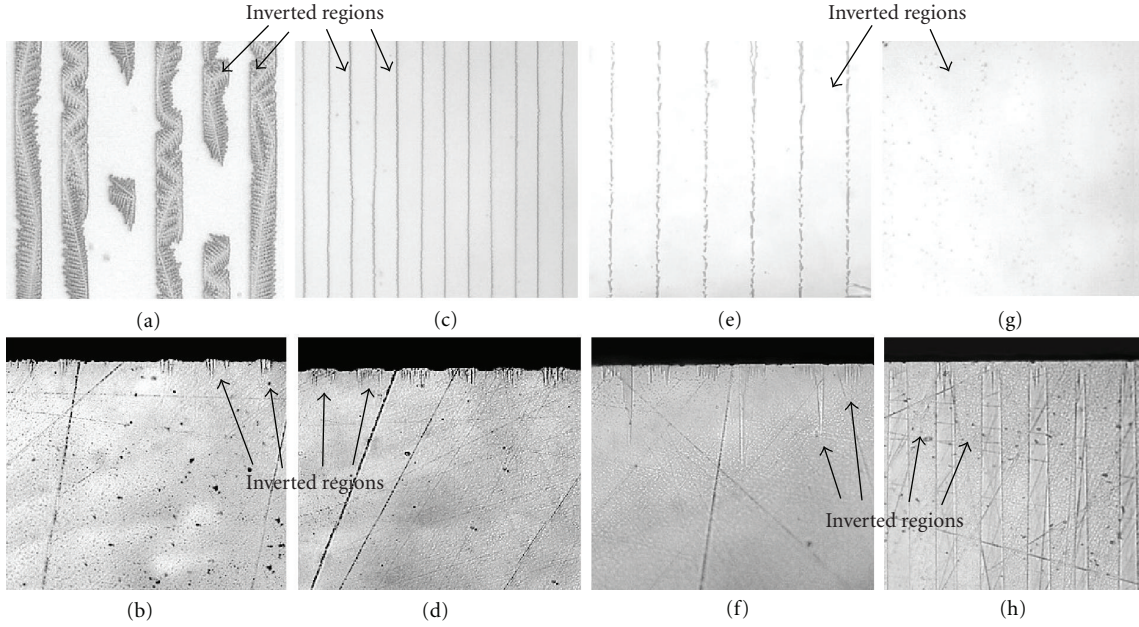 Inverted regions
Inverted regions
(a)
(c)
(e)
(g)
Inverted regions
Inverted regions
(b)
(d)
(f)
(h)